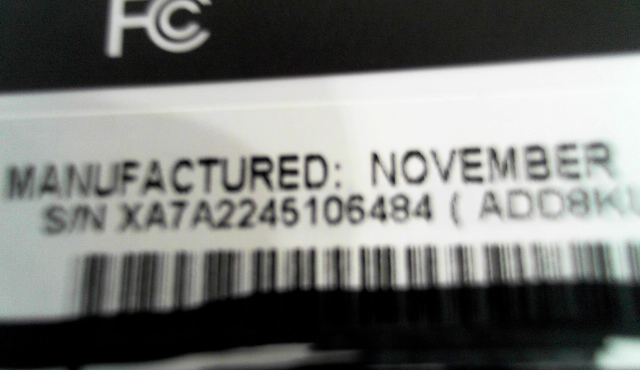 FC
MANUFACTURED: NOVEMBER
S/N XA7A2245106484 (